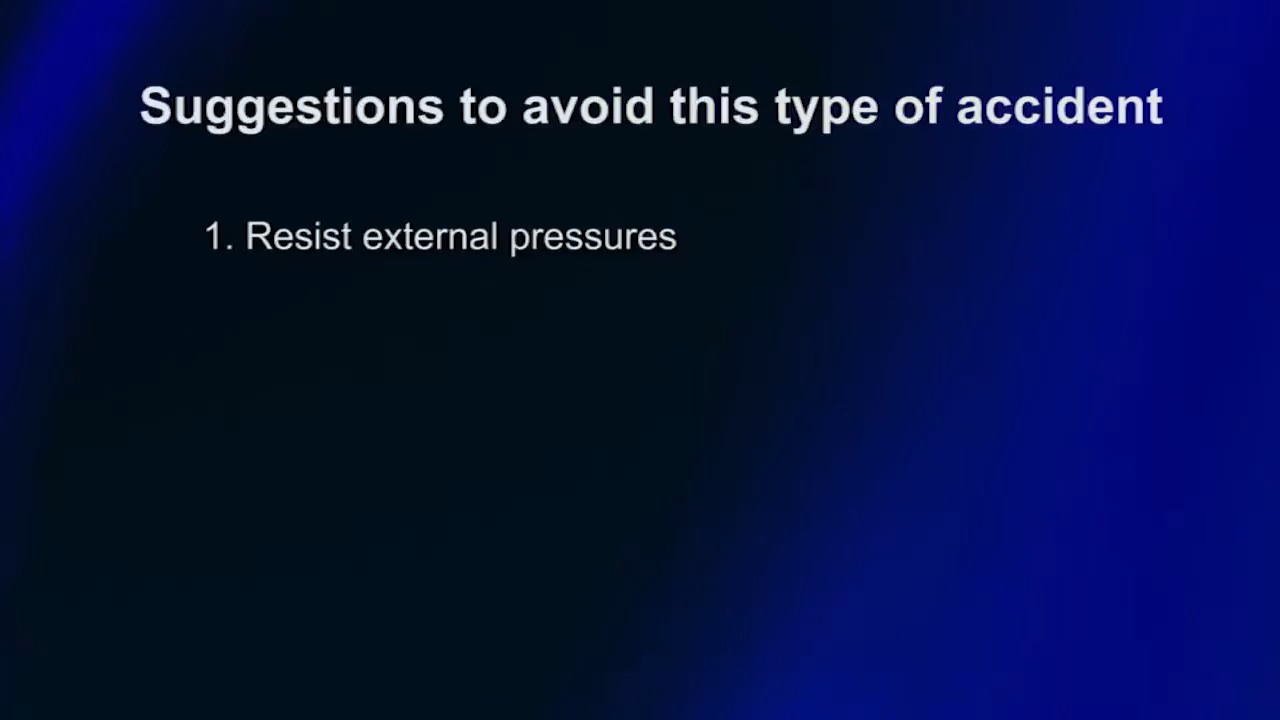 Suggestions to avoid this type of accident
1. Resist external pressures